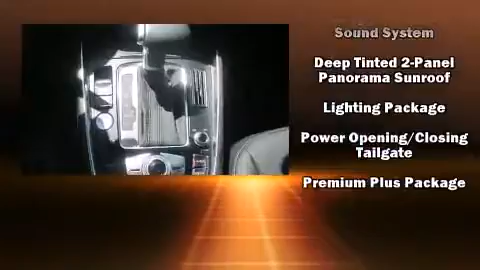 Sound System
Deep Tinted 2-Panel
Panorama Sunroof
Lighting Package
Power Opening/Closing
Tailgate
Premium Plus Package